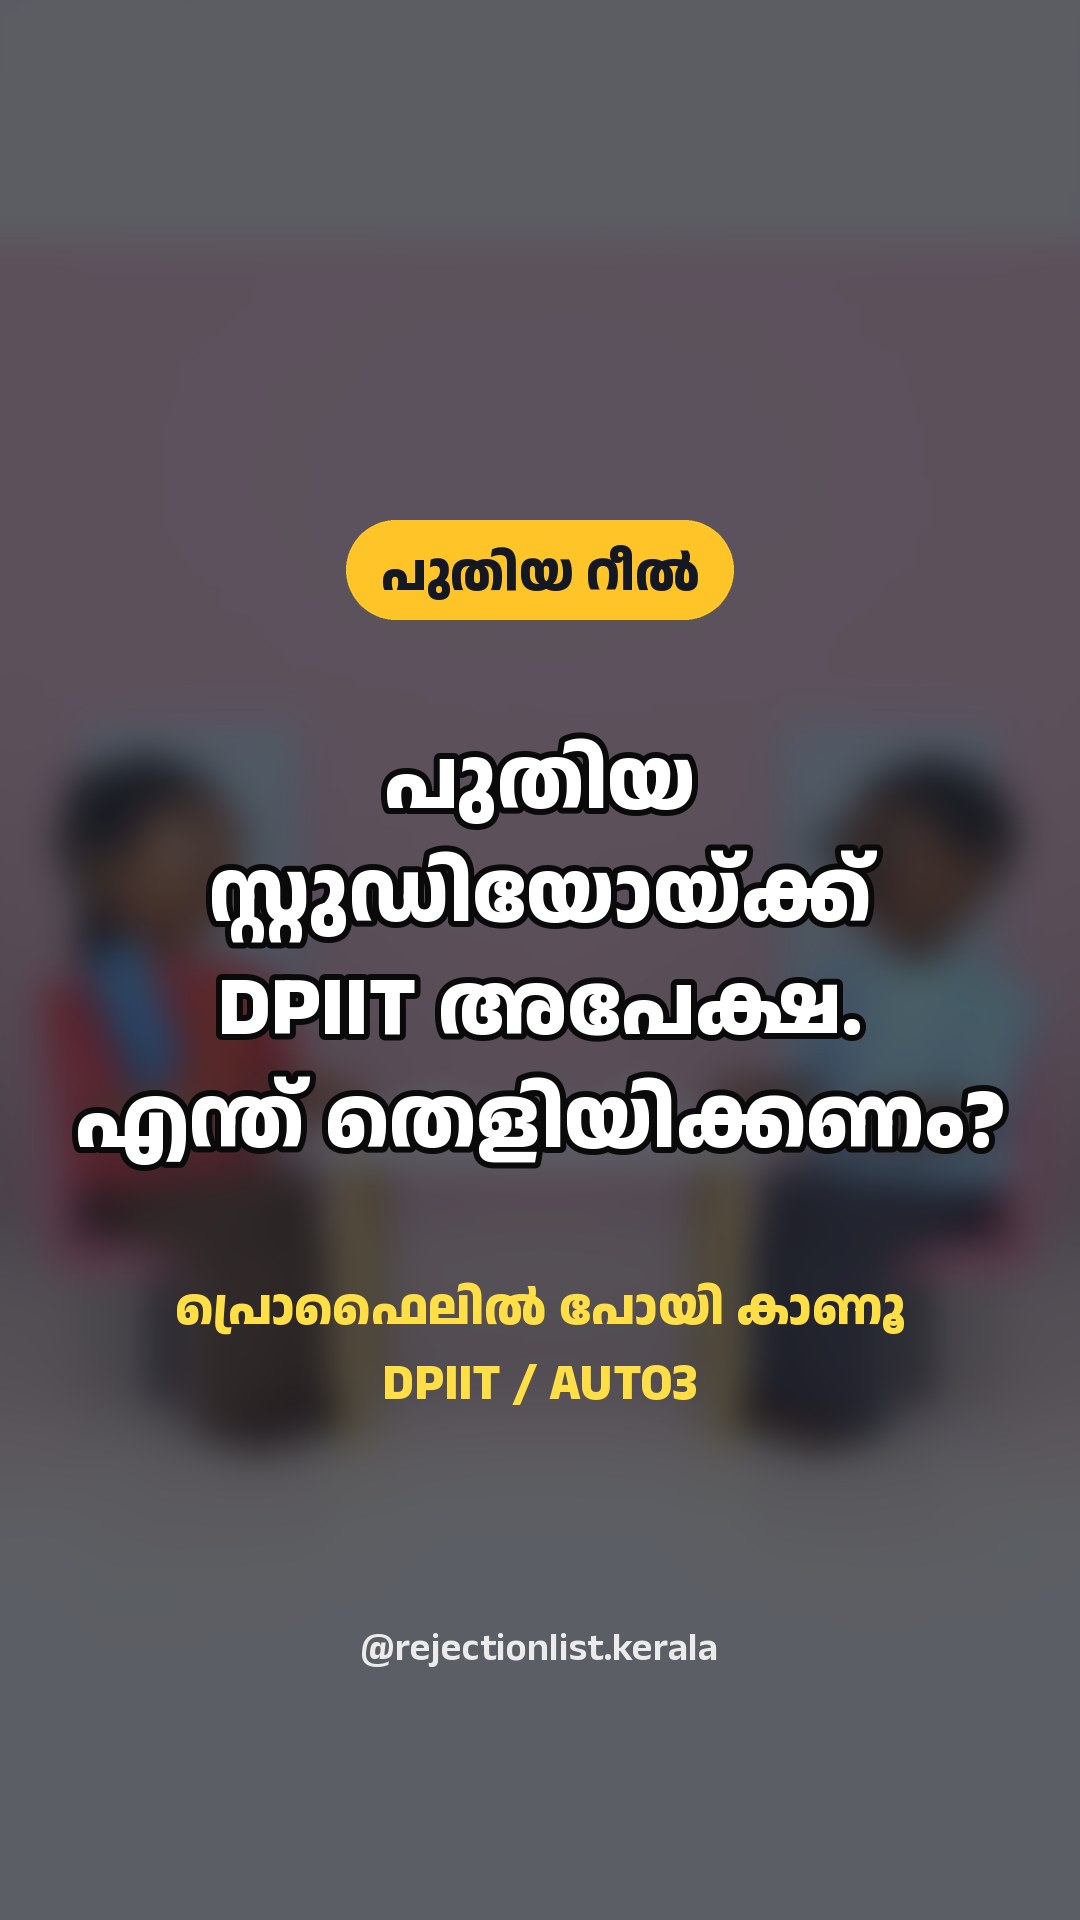 പുതിയ റീൽ
പുതിയ
സ്റ്റുഡിയോയ്ക്ക്
DPIIT അപേക്ഷ.
എന്ത് തെളിയിക്കണം?
പ്രൊഫൈലിൽ പോയി കാണൂ
DPIIT / AUTO3
@rejectionlist.kerala